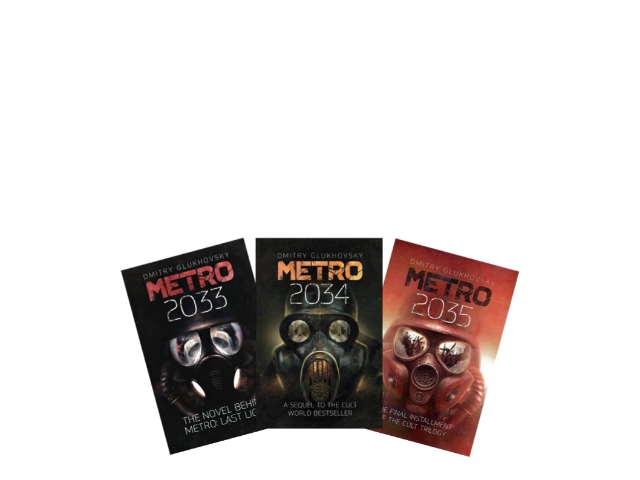 DMITRY GLUKHOVSKY
METRO
2033
THE NOVEL BEHIN
METRO: LAST LIG
DMITRY GLUKHOVSKY
METRO
2034
A SEQUEL TO THE CULT
WORLD BESTSELLER
DMITRY GLUKHOVSKY
METRO
2035
E FINAL INSTALLMENT
F THE CULT TRILOGY